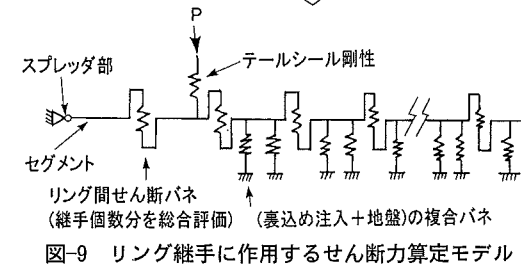 P
スプレッダ部
テールシール剛性
セグメント
リング間せん断バネ
(継手個数分を総合評価)
(裏込め注入+地盤)の複合バネ
図-9 リング継手に作用するせん断力算定モデル